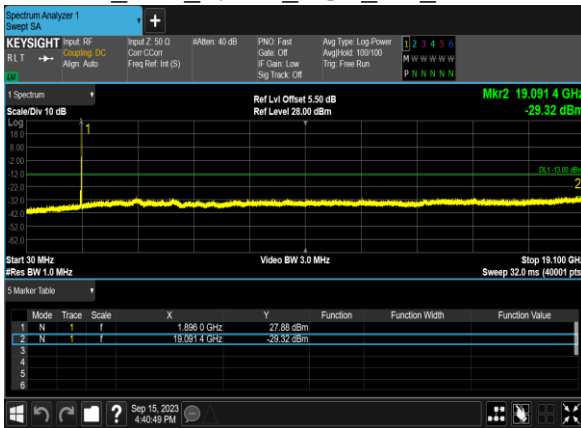 Spectrum Analyzer 1
Swept SA
+
KEYSIGHT Input: RF Input Z: 50 Ω #Atten: 40 dB PNO: Fast Avg Type: Log-Power 1 2 3 4 5 6
RLT Coupling: DC Corr CCorr Gate: Off Avg|Hold: 100/100 M W W W W W
Align: Auto Freq Ref: Int (S) IF Gain: Low Trig: Free Run
Sig Track: Off P N N N N N
LV
1 Spectrum Ref Lvl Offset 5.50 dB Mkr2 19.091 4 GHz
Scale/Div 10 dB Ref Level 28.00 dBm -29.32 dBm
Log
1
18.0
8.00
-2.00
DL1 -13.00 dBm
-12.0
2
-22.0
-32.0
-42.0
-52.0
-62.0
Start 30 MHz Video BW 3.0 MHz Stop 19.100 GHz
#Res BW 1.0 MHz Sweep 32.0 ms (40001 pts
5 Marker Table
Mode Trace Scale X Y Function Function Width Function Value
1 N 1 f 1.896 0 GHz 27.88 dBm
2 N 1 f 19.091 4 GHz -29.32 dBm
3
4
5
6
? Sep 15, 2023
4:40:49 PM